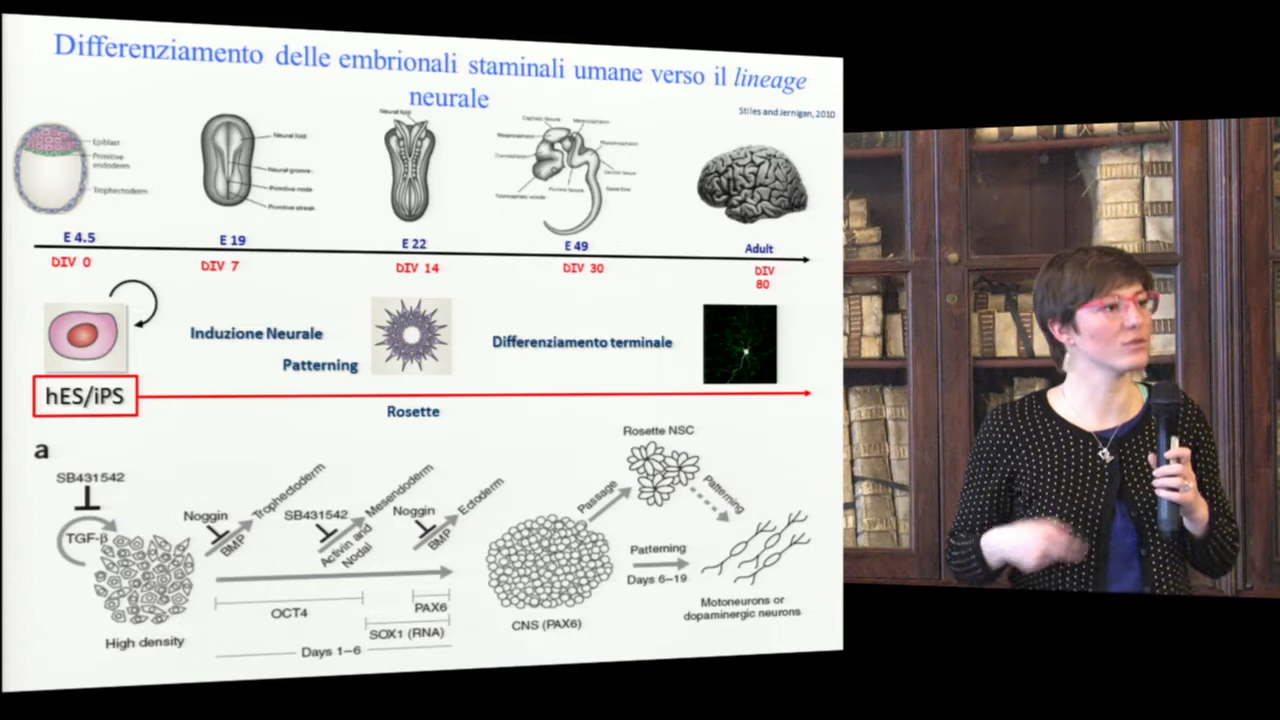 Differenziamento delle embrionali staminali umane verso il lineage
neurale
Stiles and Jernigan, 2010
Epiblast
Primitive
endoderm
Trophectoderm
Neural fold
Neural groove
Primitive node
Primitive streak
Neural fold
E 4.5
E 19
E 22
E 49
Adult
DIV 0
DIV 7
DIV 14
DIV 30
DIV
80
Induzione Neurale
Patterning
Differenziamento terminale
hES/iPS
Rosette
a
SB431542
TGF-β
High density
Noggin
BMP
Trophectoderm
SB431542
Activin and
Nodal
Mesendoderm
Noggin
BMP
Ectoderm
OCT4
PAX6
SOX1 (RNA)
Days 1–6
CNS (PAX6)
Passage
Rosette NSC
Patterning
Patterning
Days 6–19
Motoneurons or
dopaminergic neurons